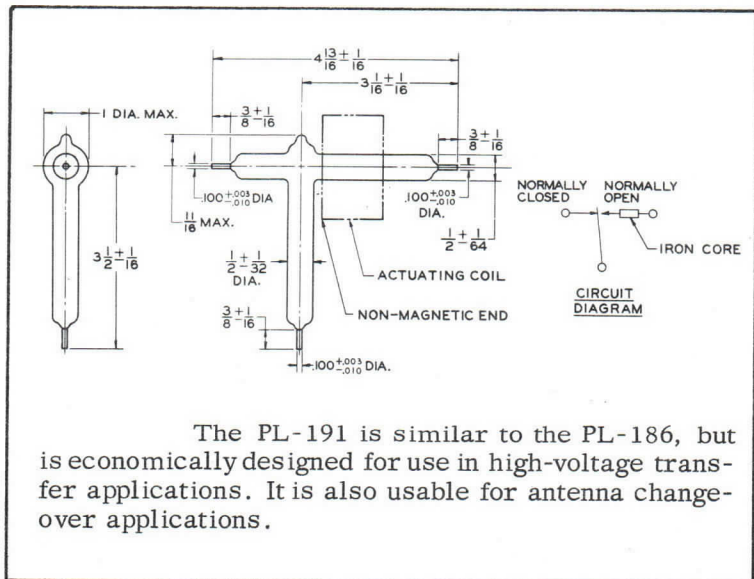 4 13/16 ± 1/16
3 1/16 ± 1/16
1 DIA. MAX.
3/8 ± 1/16
3/8 ± 1/16
.100 +.003 -.010 DIA
.100 +.003 -.010 DIA.
11/16 MAX.
3 1/2 ± 1/16
1/2 ± 1/32 DIA.
1/2 ± 1/64
3/8 ± 1/16
.100 +.003 -.010 DIA.
ACTUATING COIL
NON-MAGNETIC END
NORMALLY CLOSED
NORMALLY OPEN
IRON CORE
CIRCUIT DIAGRAM
The PL-191 is similar to the PL-186, but
is economically designed for use in high-voltage trans-
fer applications. It is also usable for antenna change-
over applications.